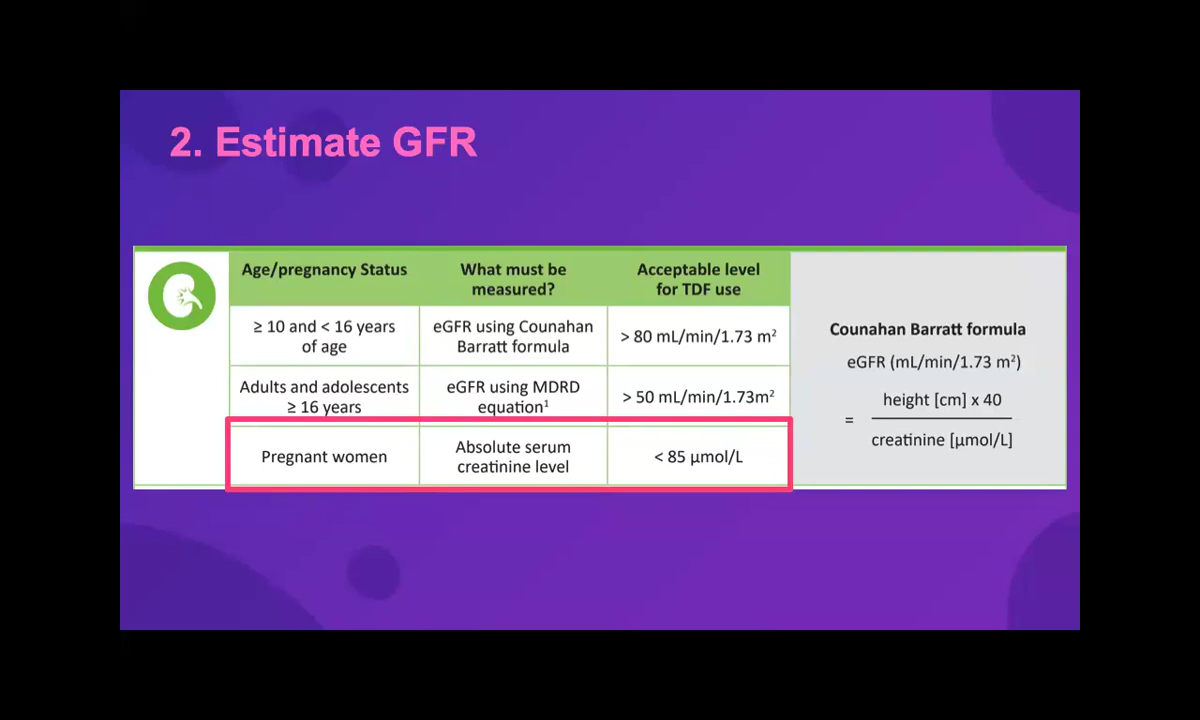 2. Estimate GFR
Age/pregnancy Status
What must be
measured?
Acceptable level
for TDF use
≥ 10 and < 16 years
of age
eGFR using Counahan
Barratt formula
> 80 mL/min/1.73 m²
Adults and adolescents
≥ 16 years
eGFR using MDRD
equation¹
> 50 mL/min/1.73m²
Pregnant women
Absolute serum
creatinine level
< 85 µmol/L
Counahan Barratt formula
eGFR (mL/min/1.73 m²)
height [cm] x 40
=
creatinine [µmol/L]